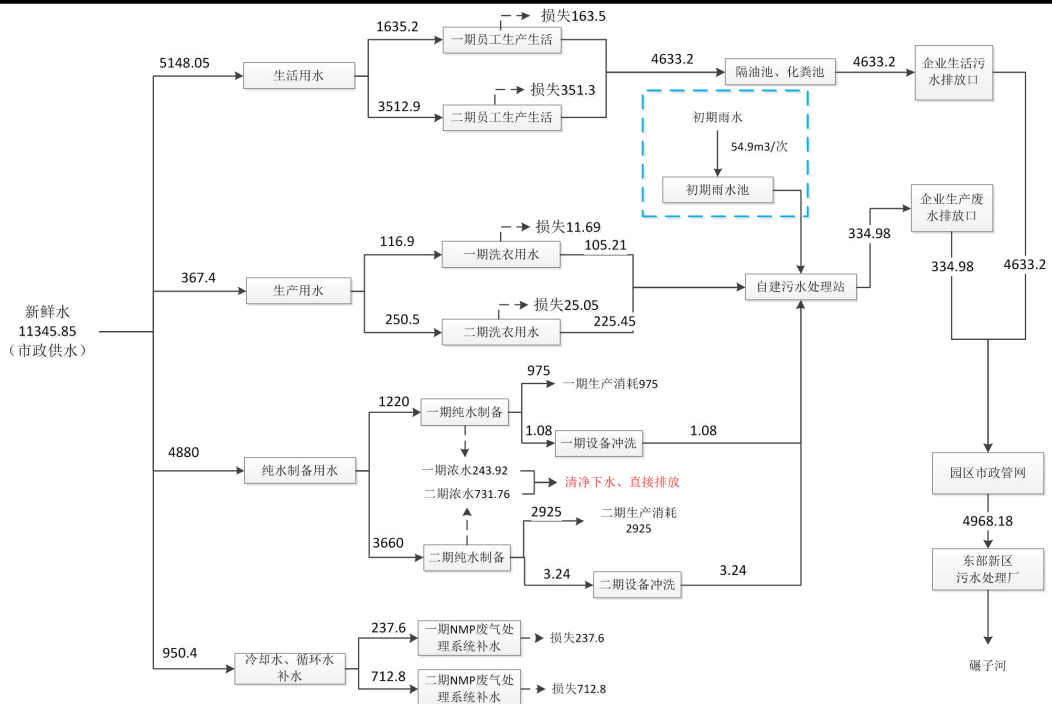 损失163.5
1635.2
一期员工生产生活
5148.05
生活用水
4633.2
隔油池、化粪池
4633.2
企业生活污
水排放口
损失351.3
3512.9
二期员工生产生活
初期雨水
54.9m3/次
初期雨水池
企业生产废
水排放口
334.98
334.98
4633.2
损失11.69
116.9
一期洗衣用水
105.21
367.4
生产用水
自建污水处理站
损失25.05
250.5
二期洗衣用水
225.45
新鲜水
11345.85
（市政供水）
975
一期生产消耗975
1220
一期纯水制备
1.08
一期设备冲洗
1.08
4880
纯水制备用水
一期浓水243.92
二期浓水731.76
清净下水、直接排放
2925
二期生产消耗
2925
3660
二期纯水制备
3.24
二期设备冲洗
3.24
园区市政管网
4968.18
东部新区
污水处理厂
碾子河
237.6
一期NMP废气处
理系统补水
损失237.6
950.4
冷却水、循环水
补水
712.8
二期NMP废气处
理系统补水
损失712.8